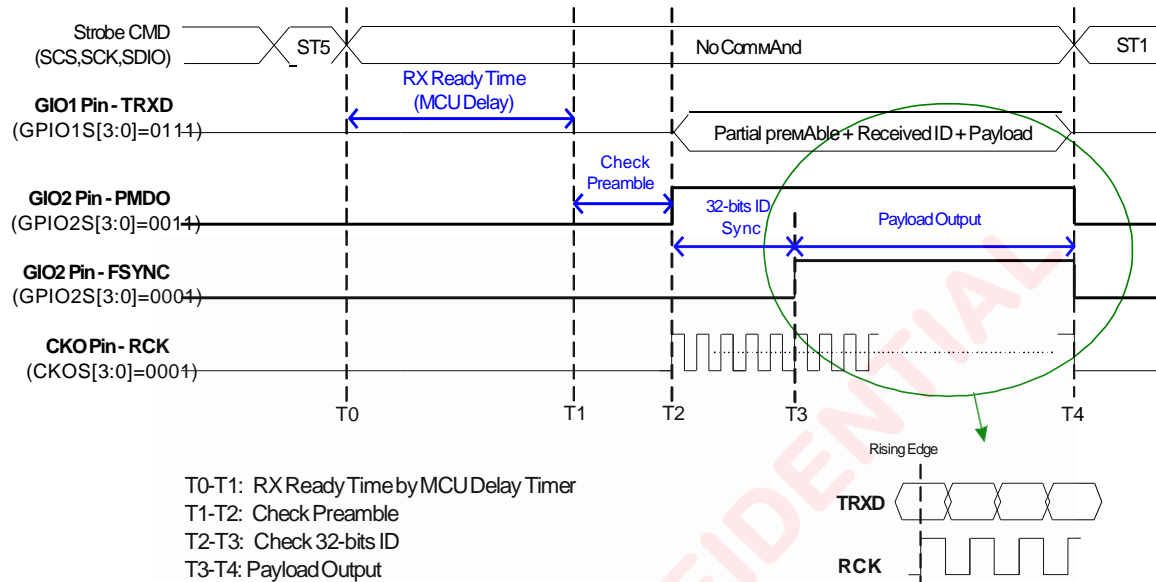 Strobe CMD
(SCS,SCK,SDIO)
ST5
No CommAnd
ST1
RX Ready Time
(MCU Delay)
GIO1 Pin - TRXD
(GPIO1S[3:0]=0111)
Partial premAble + Received ID + Payload
Check
Preamble
GIO2 Pin - PMDO
(GPIO2S[3:0]=0011)
32-bits ID
Sync
Payload Output
GIO2 Pin - FSYNC
(GPIO2S[3:0]=0001)
CKO Pin - RCK
(CKOS[3:0]=0001)
T0
T1
T2
T3
T4
Rising Edge
T0-T1: RX Ready Time by MCU Delay Timer
T1-T2: Check Preamble
T2-T3: Check 32-bits ID
T3-T4: Payload Output
TRXD
RCK
FIDENTIAL